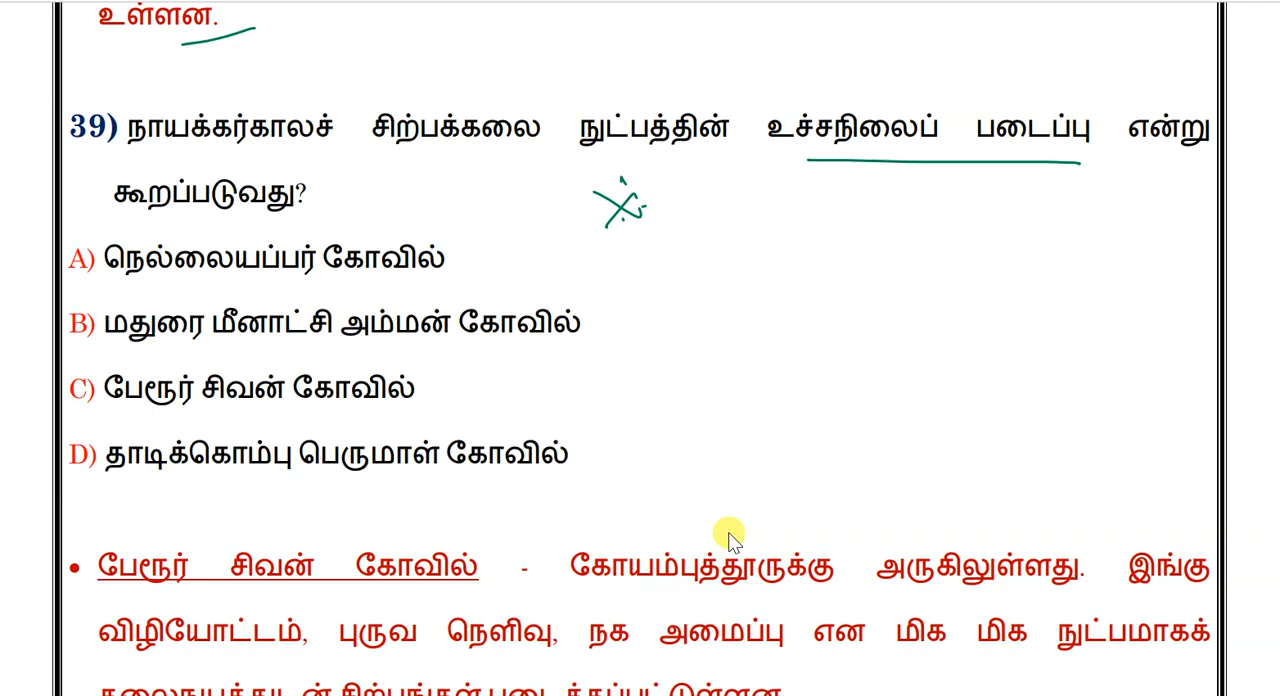 உள்ளன.
39) நாயக்கர்காலச் சிற்பக்கலை நுட்பத்தின் உச்சநிலைப் படைப்பு என்று
கூறப்படுவது?
A) நெல்லையப்பர் கோவில்
B) மதுரை மீனாட்சி அம்மன் கோவில்
C) பேரூர் சிவன் கோவில்
D) தாடிக்கொம்பு பெருமாள் கோவில்
• பேரூர் சிவன் கோவில் - கோயம்புத்தூருக்கு அருகிலுள்ளது. இங்கு
விழியோட்டம், புருவ நெளிவு, நக அமைப்பு என மிக மிக நுட்பமாகக்